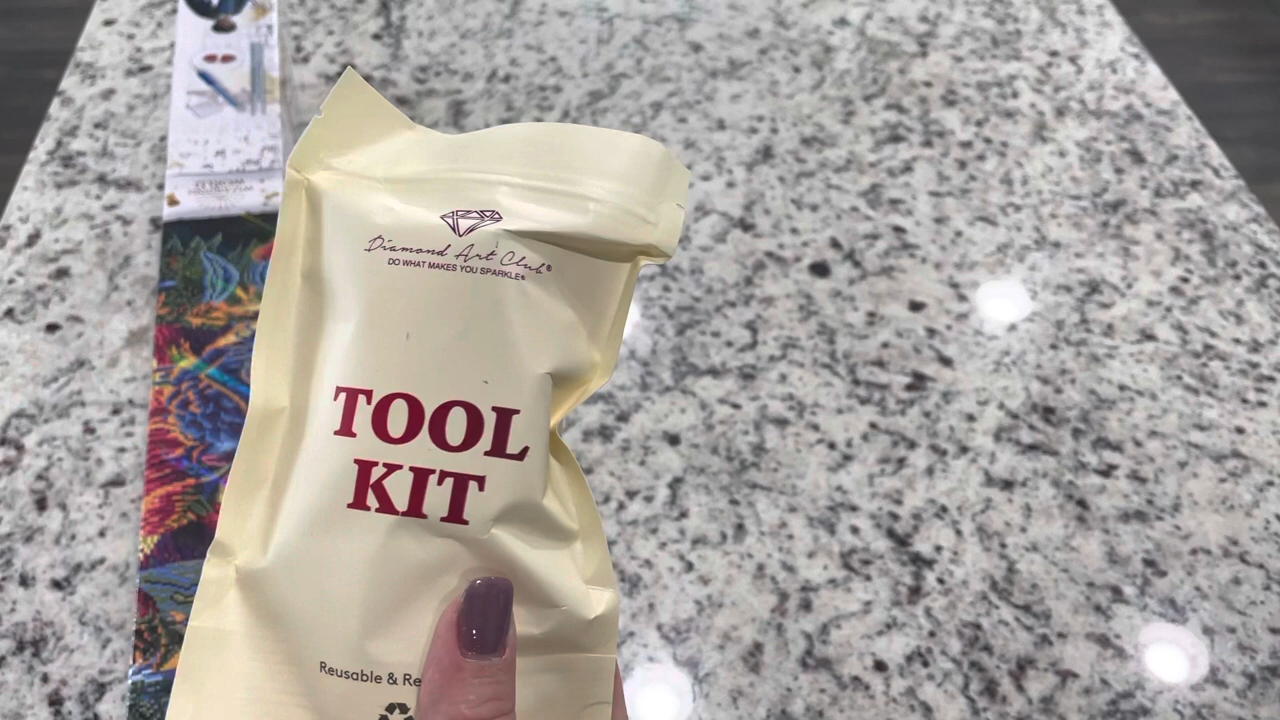 Diamond Art Club®
DO WHAT MAKES YOU SPARKLE®
TOOL
KIT
Reusable & Re